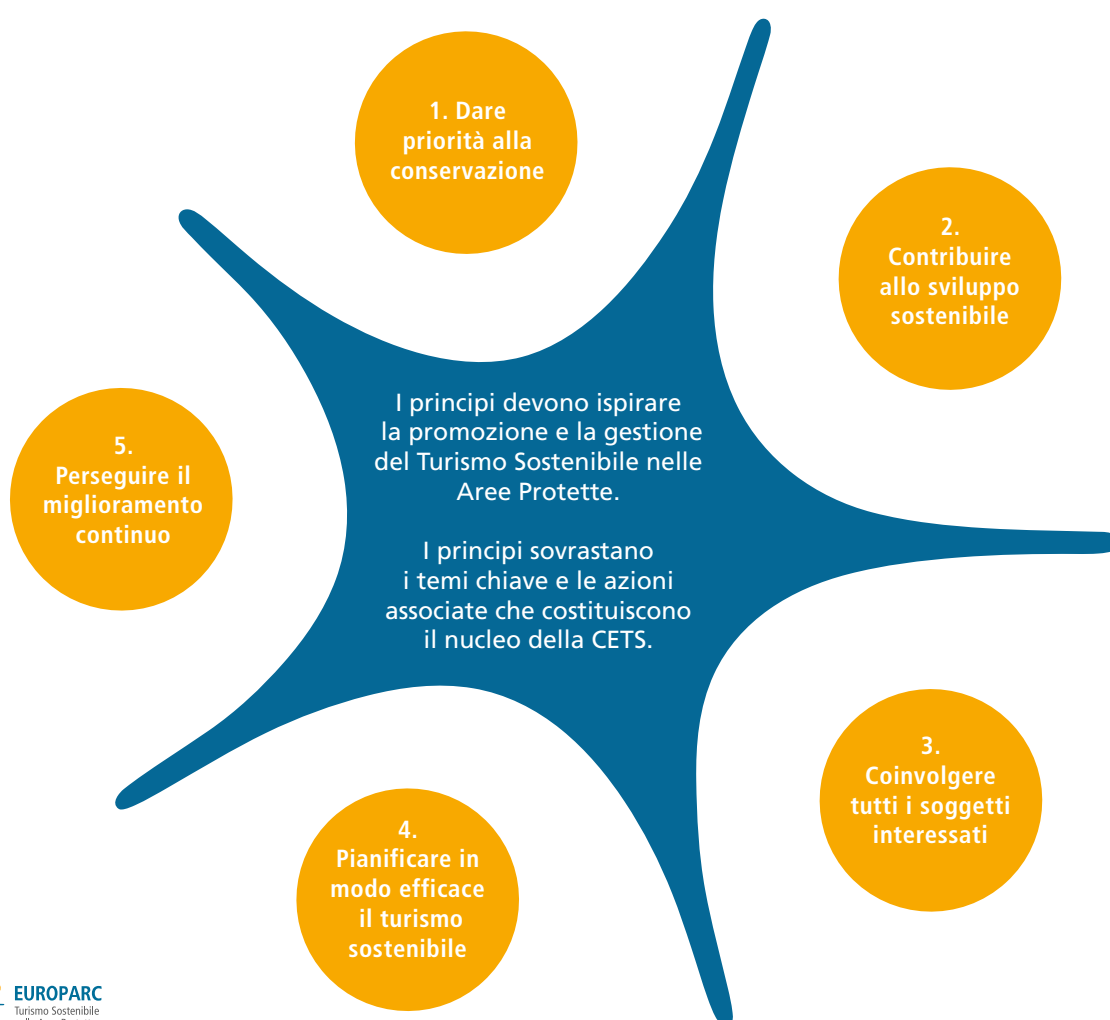 1. Dare
priorità alla
conservazione
2.
Contribuire
allo sviluppo
sostenibile
I principi devono ispirare
la promozione e la gestione
del Turismo Sostenibile nelle
Aree Protette.
I principi sovrastano
i temi chiave e le azioni
associate che costituiscono
il nucleo della CETS.
5.
Perseguire il
miglioramento
continuo
3.
Coinvolgere
tutti i soggetti
interessati
4.
Pianificare in
modo efficace
il turismo
sostenibile
EUROPARC
Turismo Sostenibile